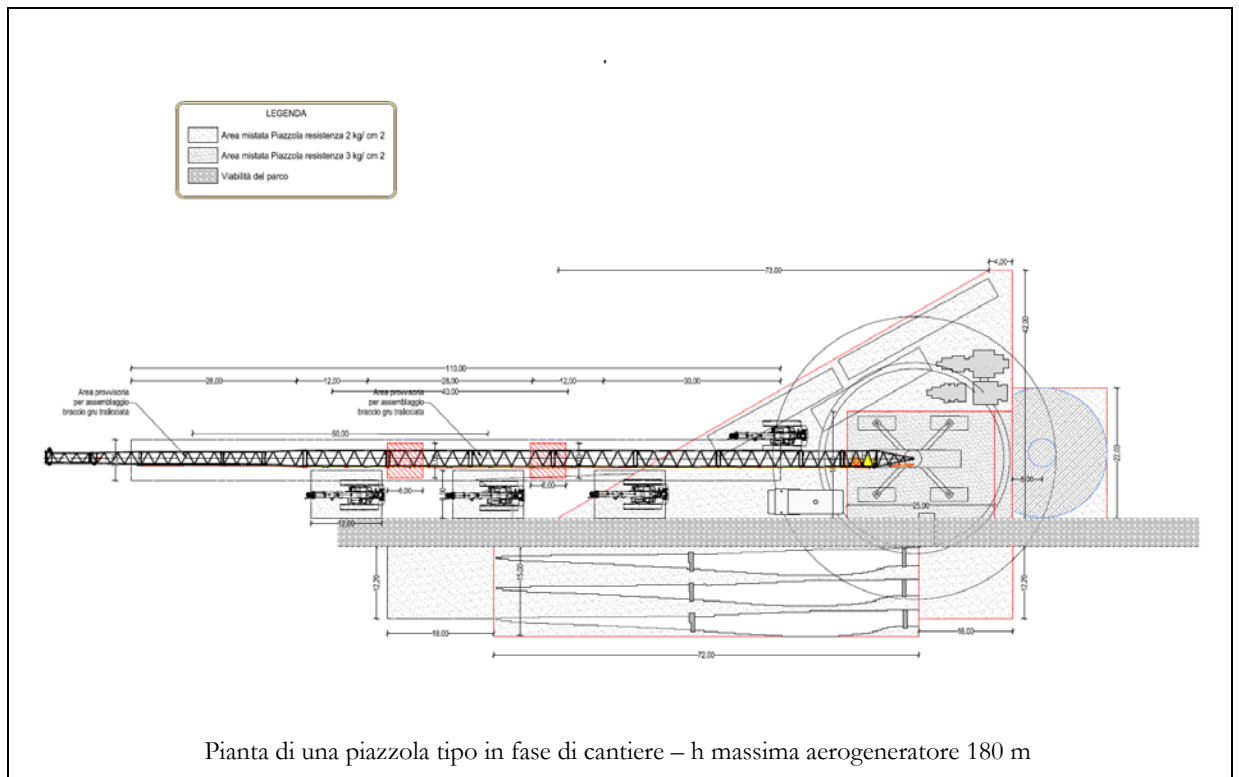 LEGENDA
Area mistata Piazzola resistenza 2 kg/ cm 2
Area mistata Piazzola resistenza 3 kg/ cm 2
Viabilità del parco
4,00
73,00
42,00
110,00
28,00
12,00
28,00
12,00
30,00
40,00
Area provvisoria
per assemblaggio
braccio gru tralicciata
Area provvisoria
per assemblaggio
braccio gru tralicciata
50,00
22,00
6,00
6,00
25,00
12,00
12,20
15,00
12,20
18,00
16,00
72,00
Pianta di una piazzola tipo in fase di cantiere – h massima aerogeneratore 180 m